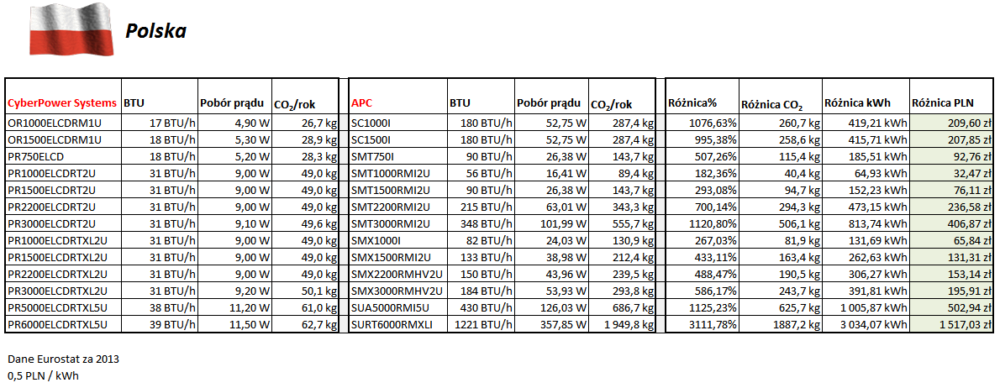 Polska
CyberPower Systems BTU Pobór prądu CO₂/rok APC BTU Pobór prądu CO₂/rok Różnica% Różnica CO₂ Różnica kWh Różnica PLN
OR1000ELCDRM1U 17 BTU/h 4,90 W 26,7 kg SC1000I 180 BTU/h 52,75 W 287,4 kg 1076,63% 260,7 kg 419,21 kWh 209,60 zł
OR1500ELCDRM1U 18 BTU/h 5,30 W 28,9 kg SC1500I 180 BTU/h 52,75 W 287,4 kg 995,38% 258,6 kg 415,71 kWh 207,85 zł
PR750ELCD 18 BTU/h 5,20 W 28,3 kg SMT750I 90 BTU/h 26,38 W 143,7 kg 507,26% 115,4 kg 185,51 kWh 92,76 zł
PR1000ELCDRT2U 31 BTU/h 9,00 W 49,0 kg SMT1000RMI2U 56 BTU/h 16,41 W 89,4 kg 182,36% 40,4 kg 64,93 kWh 32,47 zł
PR1500ELCDRT2U 31 BTU/h 9,00 W 49,0 kg SMT1500RMI2U 90 BTU/h 26,38 W 143,7 kg 293,08% 94,7 kg 152,23 kWh 76,11 zł
PR2200ELCDRT2U 31 BTU/h 9,00 W 49,0 kg SMT2200RMI2U 215 BTU/h 63,01 W 343,3 kg 700,14% 294,3 kg 473,15 kWh 236,58 zł
PR3000ELCDRT2U 31 BTU/h 9,10 W 49,6 kg SMT3000RMI2U 348 BTU/h 101,99 W 555,7 kg 1120,80% 506,1 kg 813,74 kWh 406,87 zł
PR1000ELCDRTXL2U 31 BTU/h 9,00 W 49,0 kg SMX1000I 82 BTU/h 24,03 W 130,9 kg 267,03% 81,9 kg 131,69 kWh 65,84 zł
PR1500ELCDRTXL2U 31 BTU/h 9,00 W 49,0 kg SMX1500RMI2U 133 BTU/h 38,98 W 212,4 kg 433,11% 163,4 kg 262,63 kWh 131,31 zł
PR2200ELCDRTXL2U 31 BTU/h 9,00 W 49,0 kg SMX2200RMHV2U 150 BTU/h 43,96 W 239,5 kg 488,47% 190,5 kg 306,27 kWh 153,14 zł
PR3000ELCDRTXL2U 31 BTU/h 9,20 W 50,1 kg SMX3000RMHV2U 184 BTU/h 53,93 W 293,8 kg 586,17% 243,7 kg 391,81 kWh 195,91 zł
PR5000ELCDRTXL5U 38 BTU/h 11,20 W 61,0 kg SUA5000RMI5U 430 BTU/h 126,03 W 686,7 kg 1125,23% 625,7 kg 1 005,87 kWh 502,94 zł
PR6000ELCDRTXL5U 39 BTU/h 11,50 W 62,7 kg SURT6000RMXLI 1221 BTU/h 357,85 W 1 949,8 kg 3111,78% 1887,2 kg 3 034,07 kWh 1 517,03 zł
Dane Eurostat za 2013
0,5 PLN / kWh